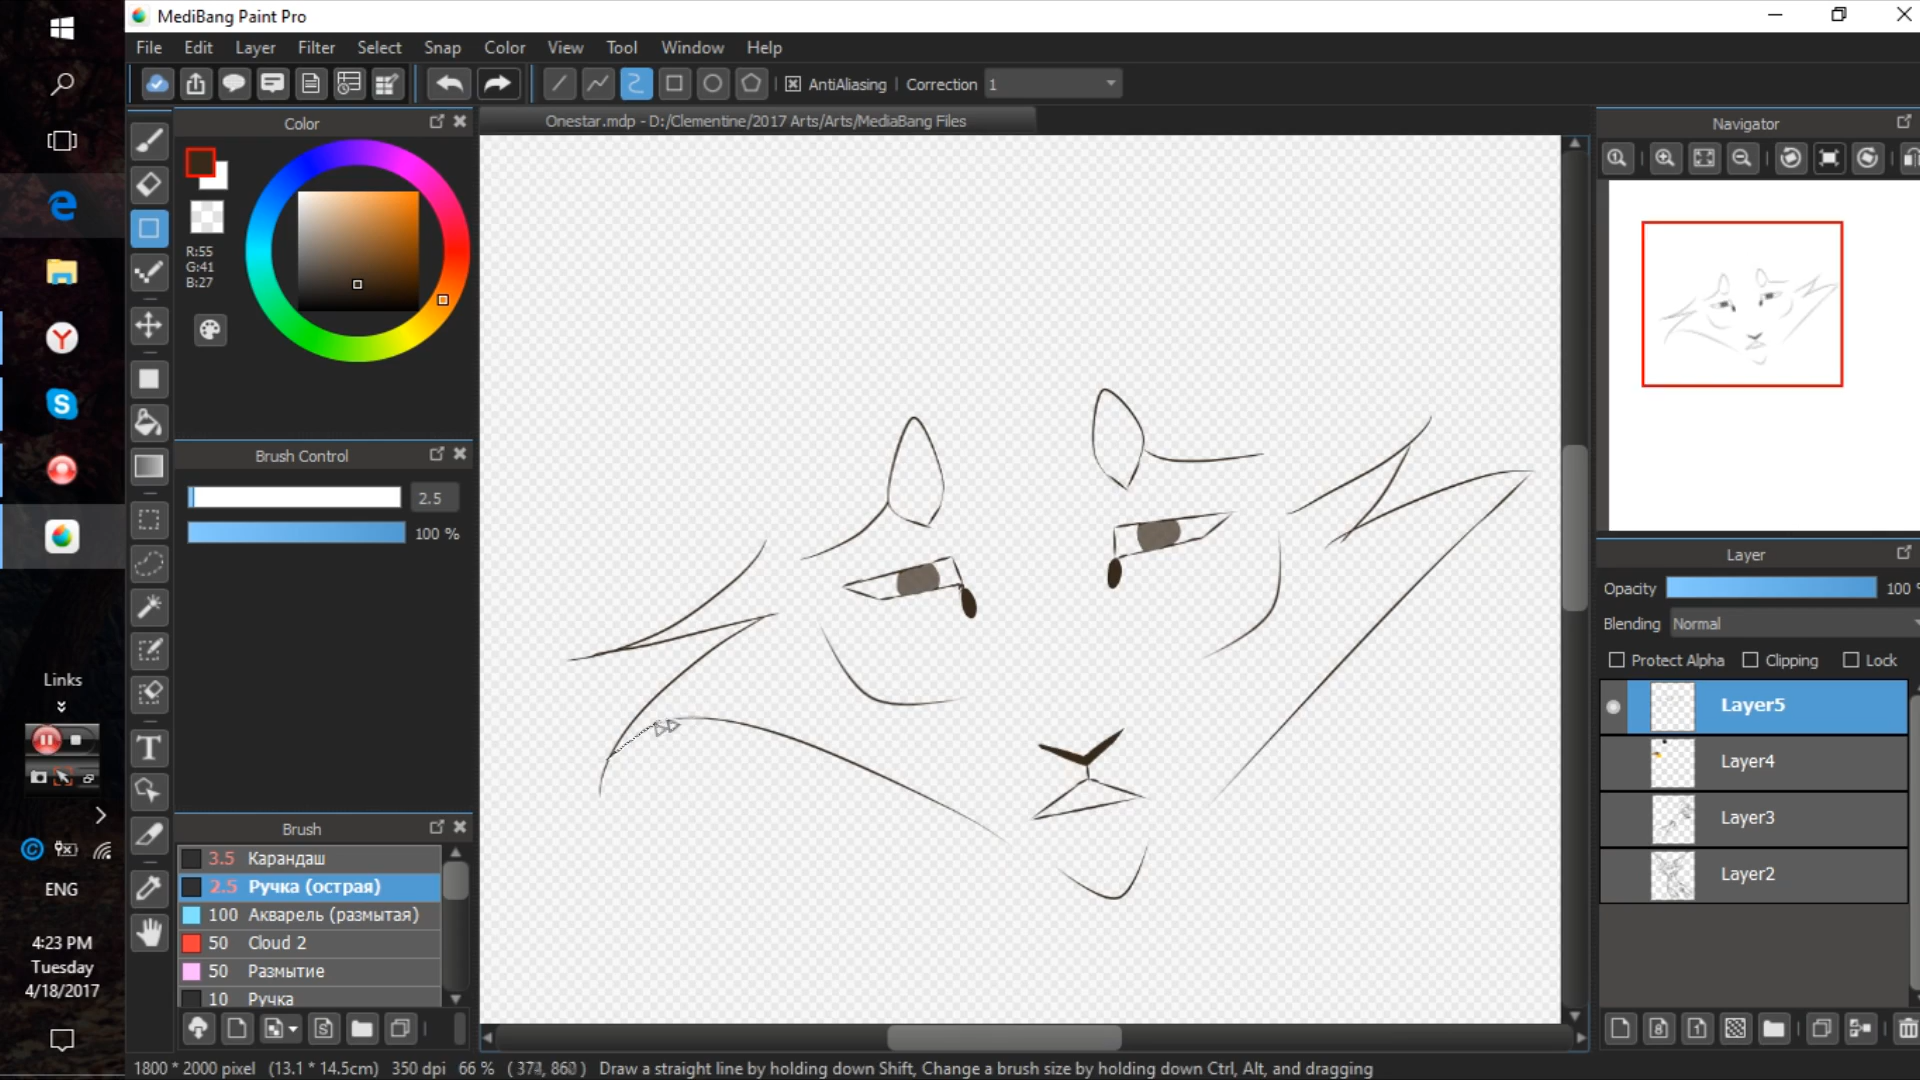 MediBang Paint Pro
File Edit Layer Filter Select Snap Color View Tool Window Help
AntiAliasing Correction 1
Color
Onestar.mdp - D:/Clementine/2017 Arts/Arts/MediaBang Files
Navigator
R:55
G:41
B:27
Brush Control
2.5
100 %
Brush
3.5 Карандаш
2.5 Ручка (острая)
100 Акварель (размытая)
50 Cloud 2
50 Размытие
10 Ручка
Layer
Opacity 100 %
Blending Normal
Protect Alpha Clipping Lock
Layer5
Layer4
Layer3
Layer2
Links
ENG
4:23 PM
Tuesday
4/18/2017
1800 * 2000 pixel (13.1 * 14.5cm) 350 dpi 66 % Draw a straight line by holding down Shift, Change a brush size by holding down Ctrl, Alt, and dragging